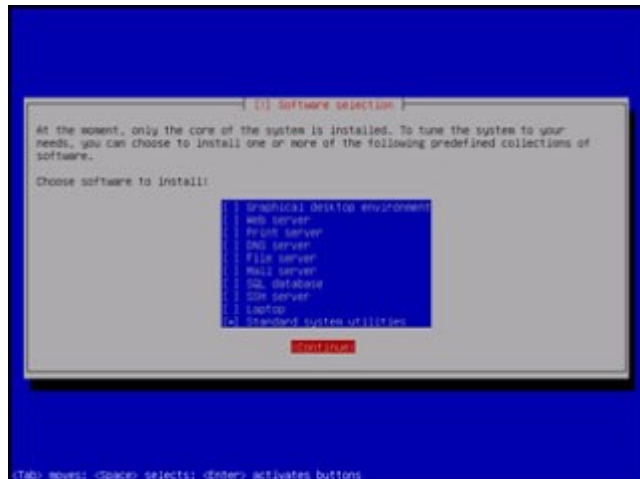 [!] Software selection
At the moment, only the core of the system is installed. To tune the system to your
needs, you can choose to install one or more of the following predefined collections of
software.
Choose software to install:
[ ] Graphical desktop environment
[ ] Web server
[ ] Print server
[ ] DNS server
[ ] File server
[ ] Mail server
[ ] SQL database
[ ] SSH server
[ ] Laptop
[*] Standard system utilities
<Continue>
<Tab> moves; <Space> selects; <Enter> activates buttons